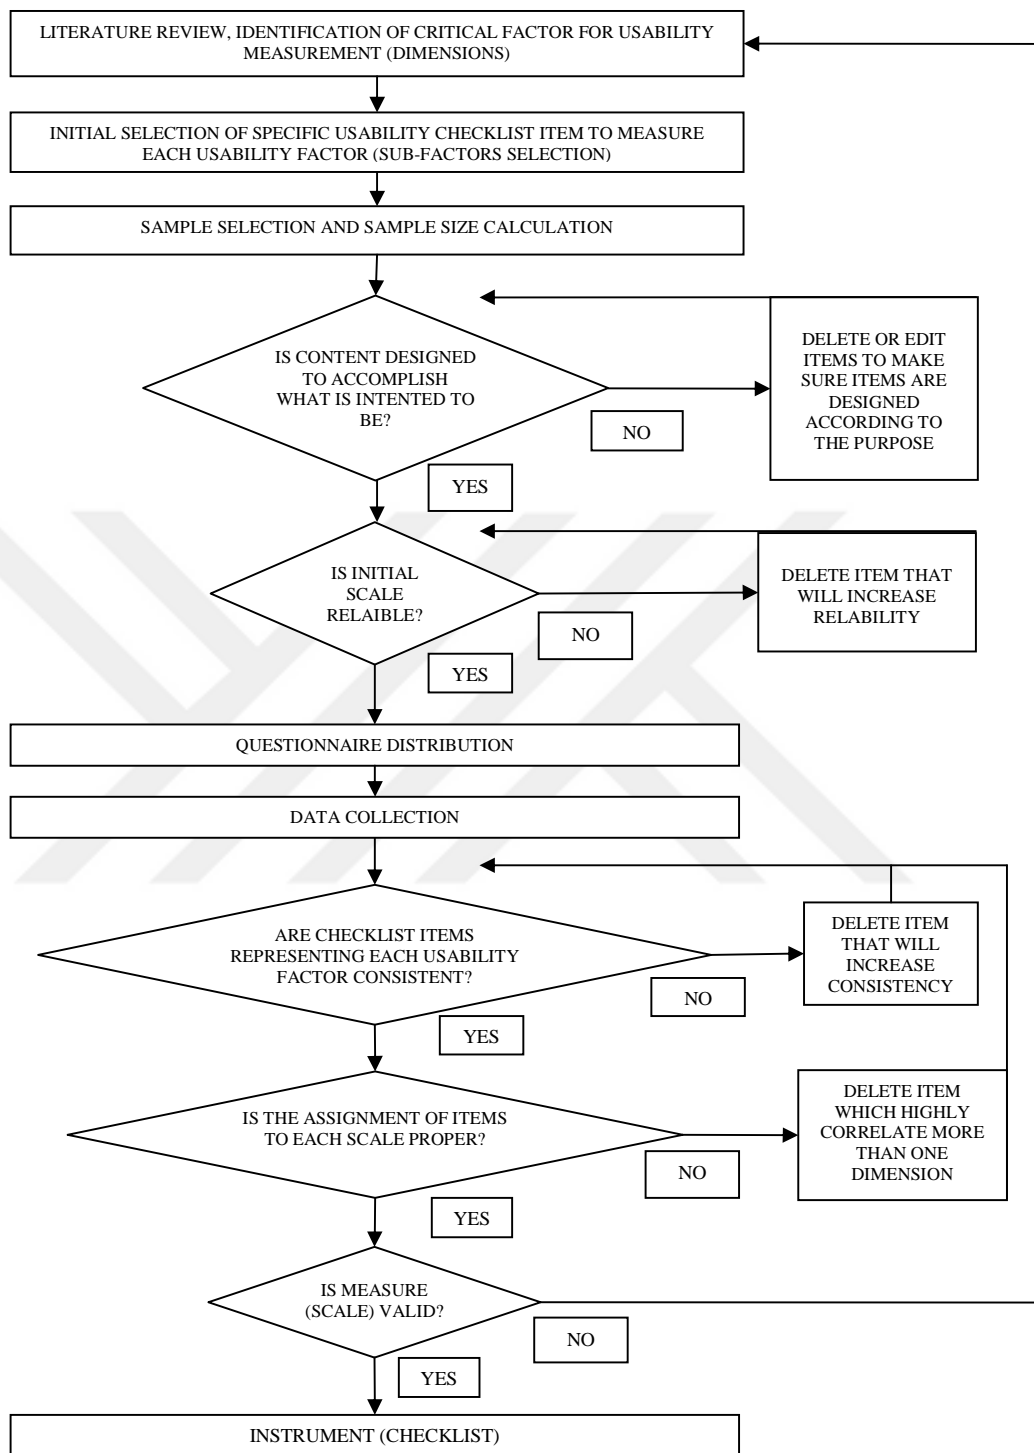 LITERATURE REVIEW, IDENTIFICATION OF CRITICAL FACTOR FOR USABILITY
MEASUREMENT (DIMENSIONS)
INITIAL SELECTION OF SPECIFIC USABILITY CHECKLIST ITEM TO MEASURE
EACH USABILITY FACTOR (SUB-FACTORS SELECTION)
SAMPLE SELECTION AND SAMPLE SIZE CALCULATION
IS CONTENT DESIGNED
TO ACCOMPLISH
WHAT IS INTENTED TO
BE?
NO
DELETE OR EDIT
ITEMS TO MAKE
SURE ITEMS ARE
DESIGNED
ACCORDING TO
THE PURPOSE
YES
IS INITIAL
SCALE
RELAIBLE?
NO
DELETE ITEM THAT
WILL INCREASE
RELABILITY
YES
QUESTIONNAIRE DISTRIBUTION
DATA COLLECTION
ARE CHECKLIST ITEMS
REPRESENTING EACH USABILITY
FACTOR CONSISTENT?
NO
DELETE ITEM
THAT WILL
INCREASE
CONSISTENCY
YES
IS THE ASSIGNMENT OF ITEMS
TO EACH SCALE PROPER?
NO
DELETE ITEM
WHICH HIGHLY
CORRELATE MORE
THAN ONE
DIMENSION
YES
IS MEASURE
(SCALE) VALID?
NO
YES
INSTRUMENT (CHECKLIST)